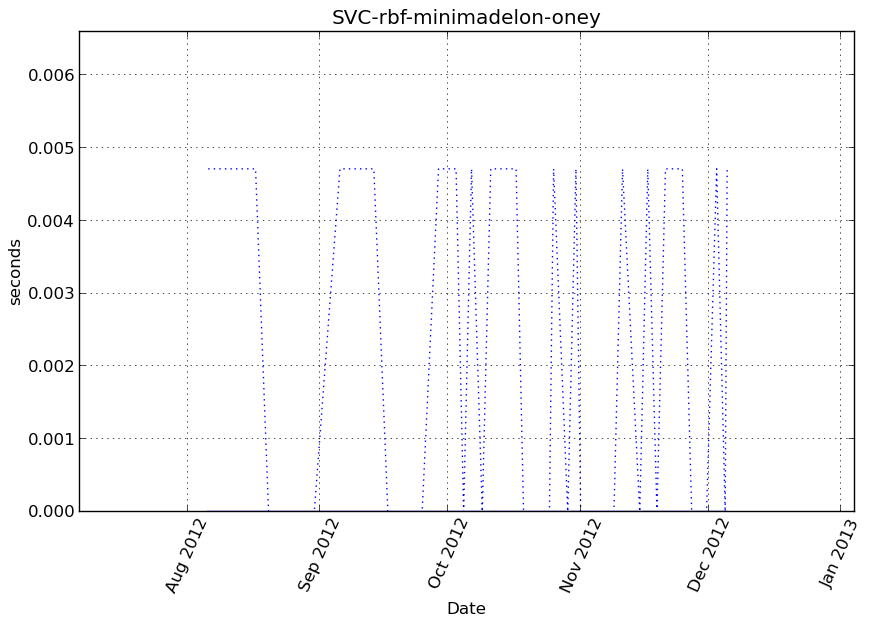 SVC-rbf-minimadelon-oney
0.006
0.005
0.004
0.003
0.002
0.001
0.000
seconds
Aug 2012
Sep 2012
Oct 2012
Nov 2012
Dec 2012
Jan 2013
Date